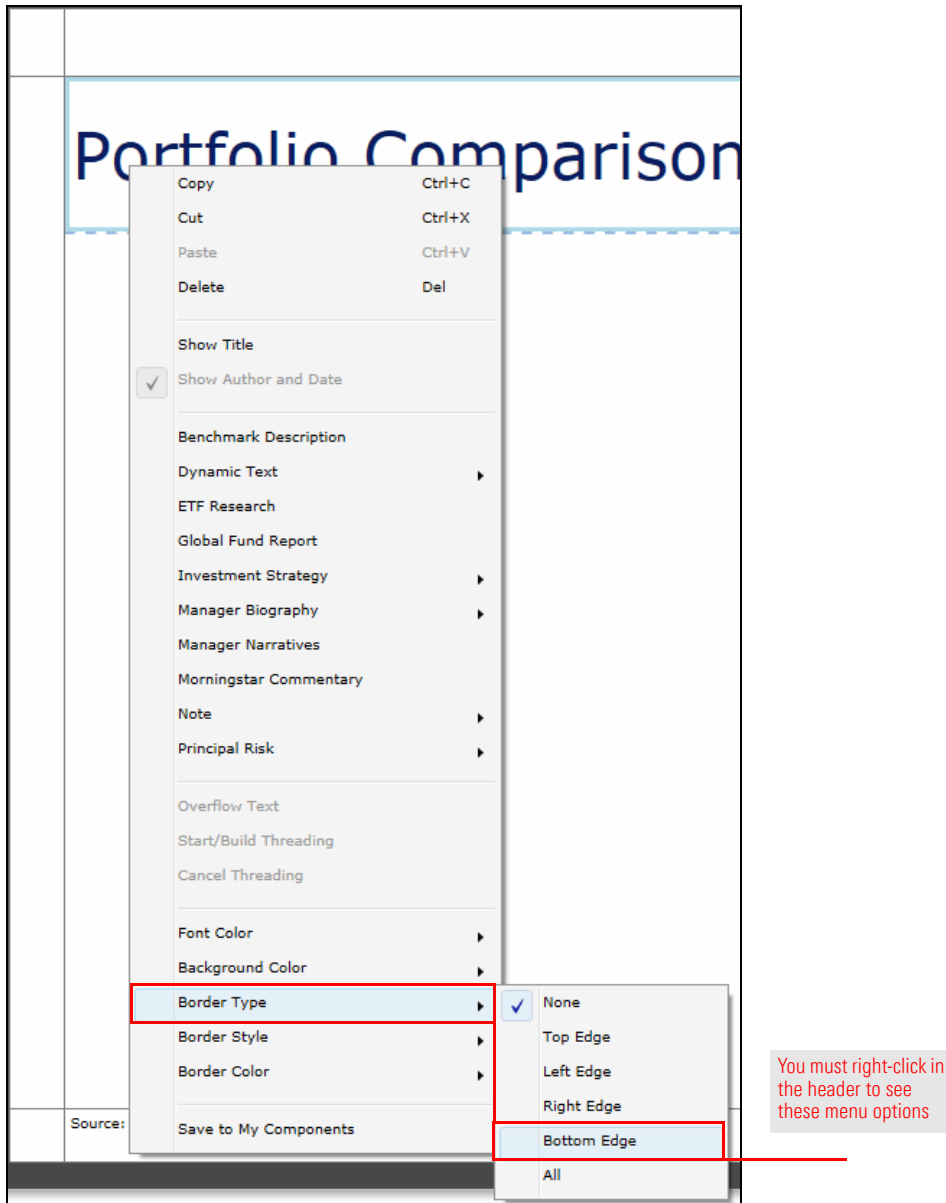 Portfolio Comparison
Copy Ctrl+C
Cut Ctrl+X
Paste Ctrl+V
Delete Del
Show Title
Show Author and Date
Benchmark Description
Dynamic Text
ETF Research
Global Fund Report
Investment Strategy
Manager Biography
Manager Narratives
Morningstar Commentary
Note
Principal Risk
Overflow Text
Start/Build Threading
Cancel Threading
Font Color
Background Color
Border Type
Border Style
Border Color
Save to My Components
None
Top Edge
Left Edge
Right Edge
Bottom Edge
All
Source:
You must right-click in
the header to see
these menu options